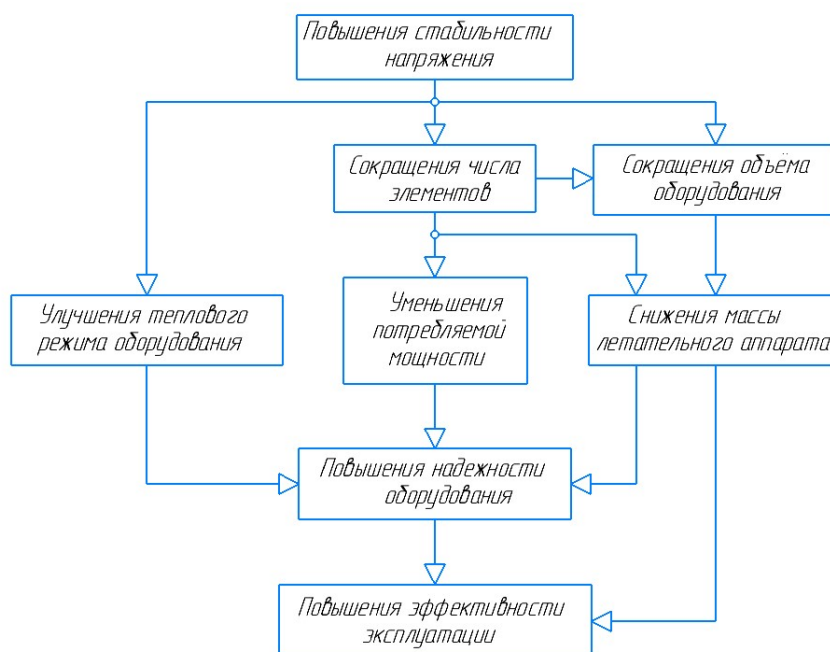 Повышения стабильности
напряжения
Сокращения числа
элементов
Сокращения объёма
оборудования
Улучшения теплового
режима оборудования
Уменьшения
потребляемой
мощности
Снижения массы
летательного аппарата
Повышения надежности
оборудования
Повышения эффективности
эксплуатации